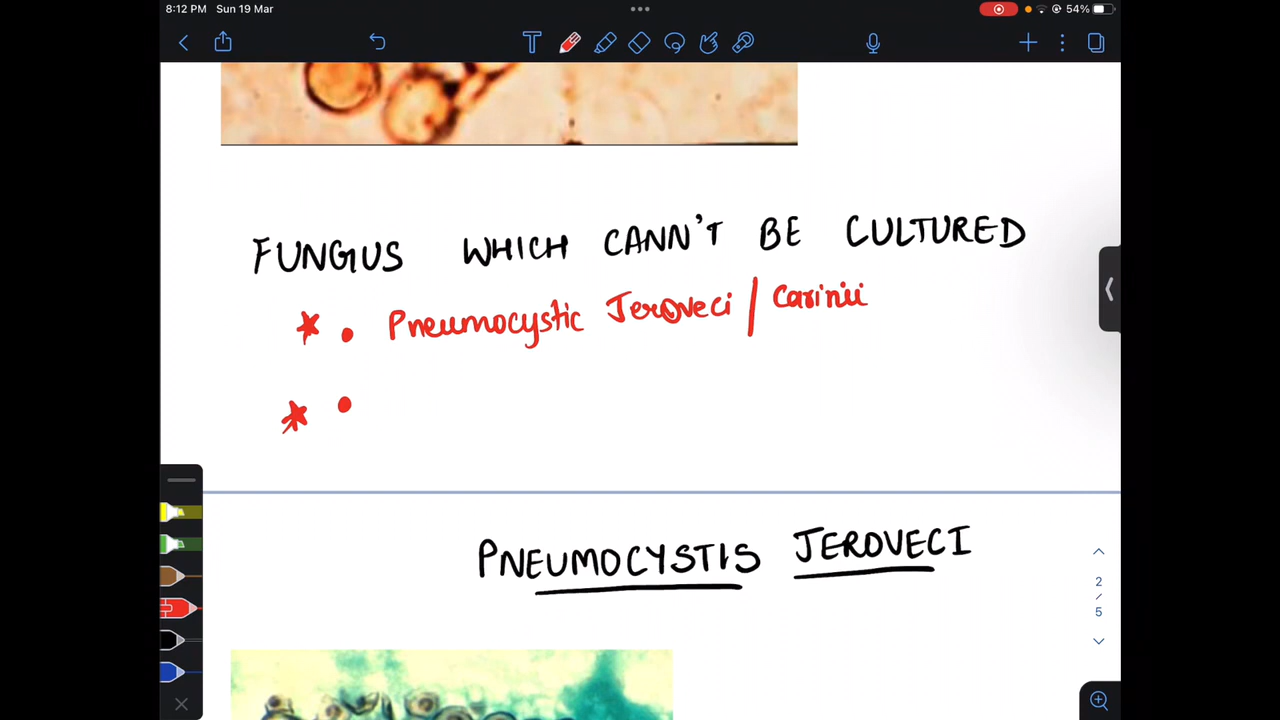 8:12 PM Sun 19 Mar
54%
T
FUNGUS WHICH CANN'T BE CULTURED
Pneumocystic Jeroveci / Carinii
PNEUMOCYSTIS JEROVECI
2
/
5